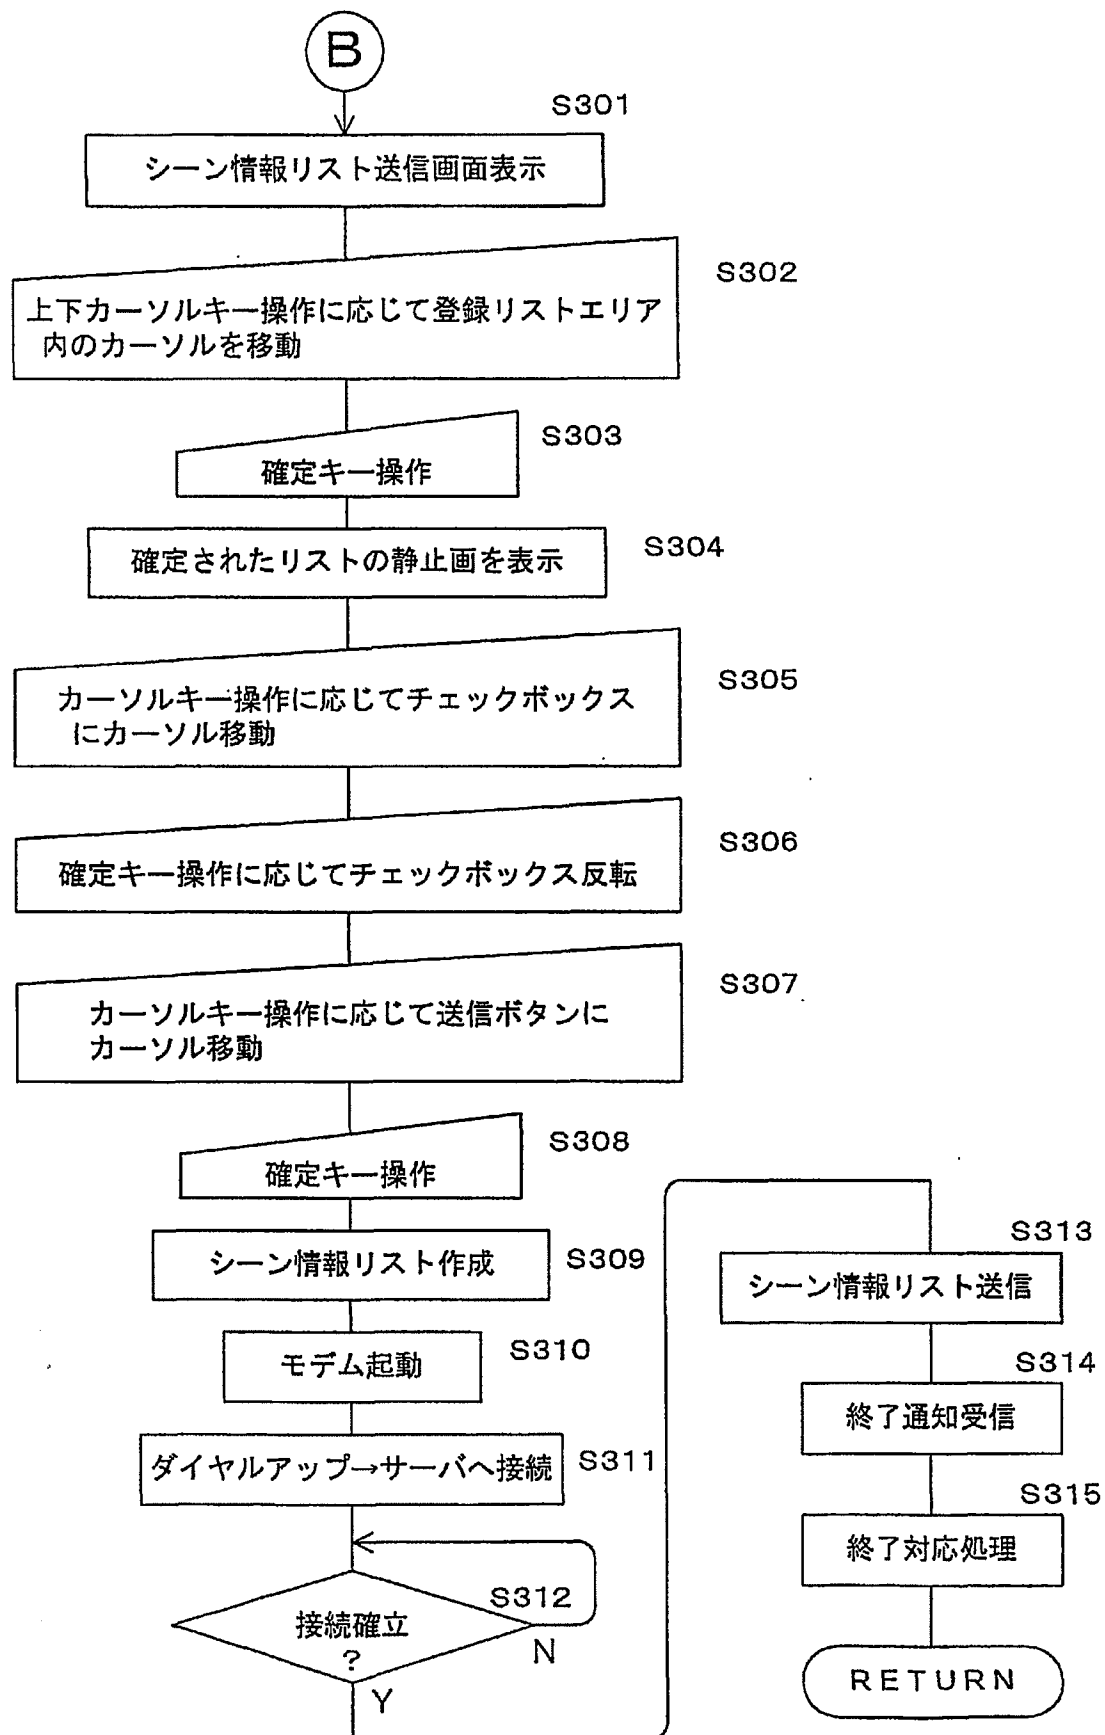 B
S301
シーン情報リスト送信画面表示
S302
上下カーソルキー操作に応じて登録リストエリア
内のカーソルを移動
S303
確定キー操作
S304
確定されたリストの静止画を表示
S305
カーソルキー操作に応じてチェックボックス
にカーソル移動
S306
確定キー操作に応じてチェックボックス反転
S307
カーソルキー操作に応じて送信ボタンに
カーソル移動
S308
確定キー操作
シーン情報リスト作成
S309
モデム起動
S310
ダイヤルアップ→サーバへ接続
S311
S312
接続確立
?
N
Y
S313
シーン情報リスト送信
S314
終了通知受信
S315
終了対応処理
RETURN